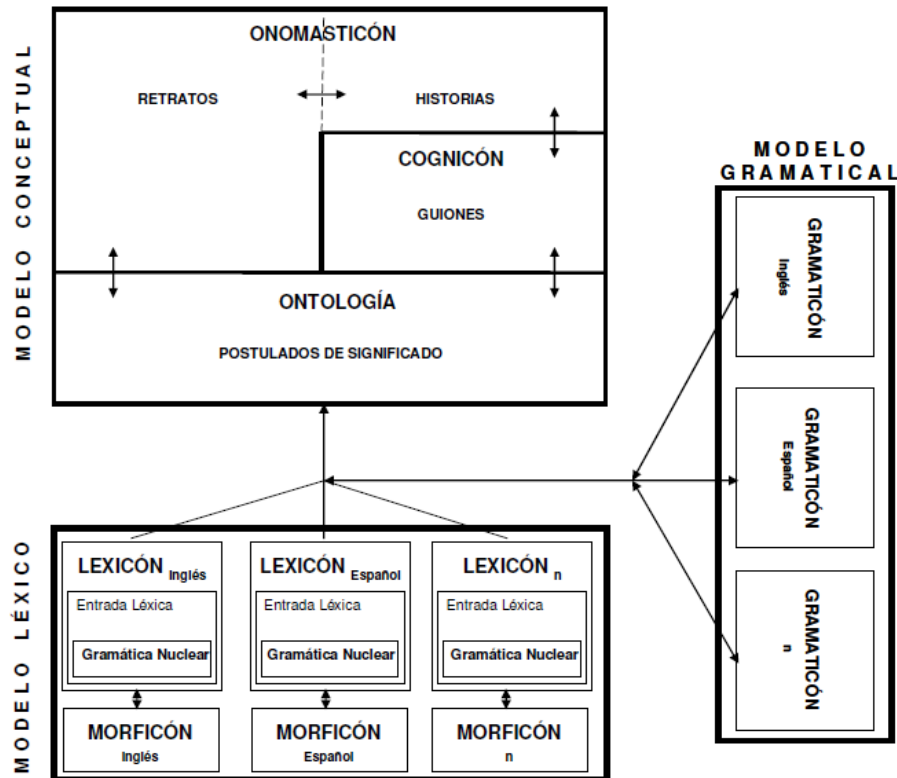 MODELO CONCEPTUAL
ONOMASTICÓN
RETRATOS
HISTORIAS
COGNICÓN
GUIONES
ONTOLOGÍA
POSTULADOS DE SIGNIFICADO
MODELO
GRAMATICAL
GRAMATICÓN
Inglés
GRAMATICÓN
Español
GRAMATICÓN
n
MODELO LÉXICO
LEXICÓN Inglés
Entrada Léxica
Gramática Nuclear
MORFICÓN
Inglés
LEXICÓN Español
Entrada Léxica
Gramática Nuclear
MORFICÓN
Español
LEXICÓN n
Entrada Léxica
Gramática Nuclear
MORFICÓN
n